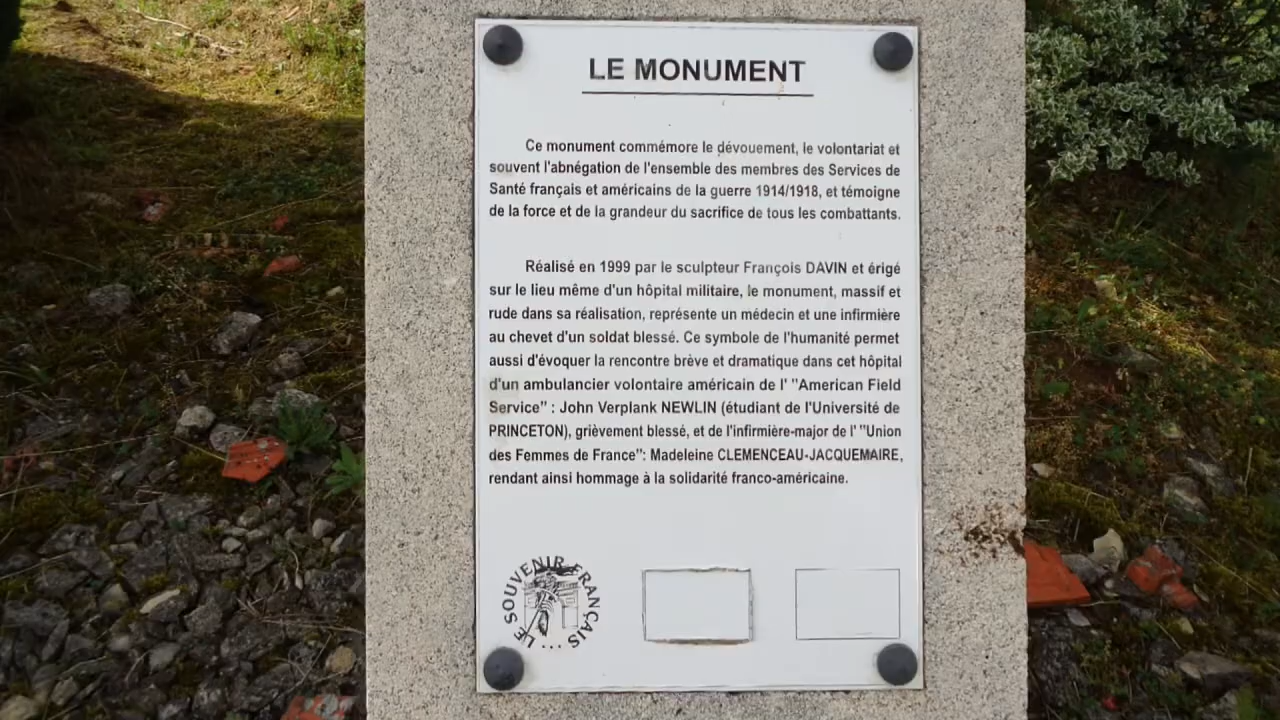 LE MONUMENT
Ce monument commémore le dévouement, le volontariat et
souvent l'abnégation de l'ensemble des membres des Services de
Santé français et américains de la guerre 1914/1918, et témoigne
de la force et de la grandeur du sacrifice de tous les combattants.
Réalisé en 1999 par le sculpteur François DAVIN et érigé
sur le lieu même d'un hôpital militaire, le monument, massif et
rude dans sa réalisation, représente un médecin et une infirmière
au chevet d'un soldat blessé. Ce symbole de l'humanité permet
aussi d'évoquer la rencontre brève et dramatique dans cet hôpital
d'un ambulancier volontaire américain de l' "American Field
Service" : John Verplank NEWLIN (étudiant de l'Université de
PRINCETON), grièvement blessé, et de l'infirmière-major de l' "Union
des Femmes de France": Madeleine CLEMENCEAU-JACQUEMAIRE,
rendant ainsi hommage à la solidarité franco-américaine.
LE SOUVENIR FRANÇAIS ...